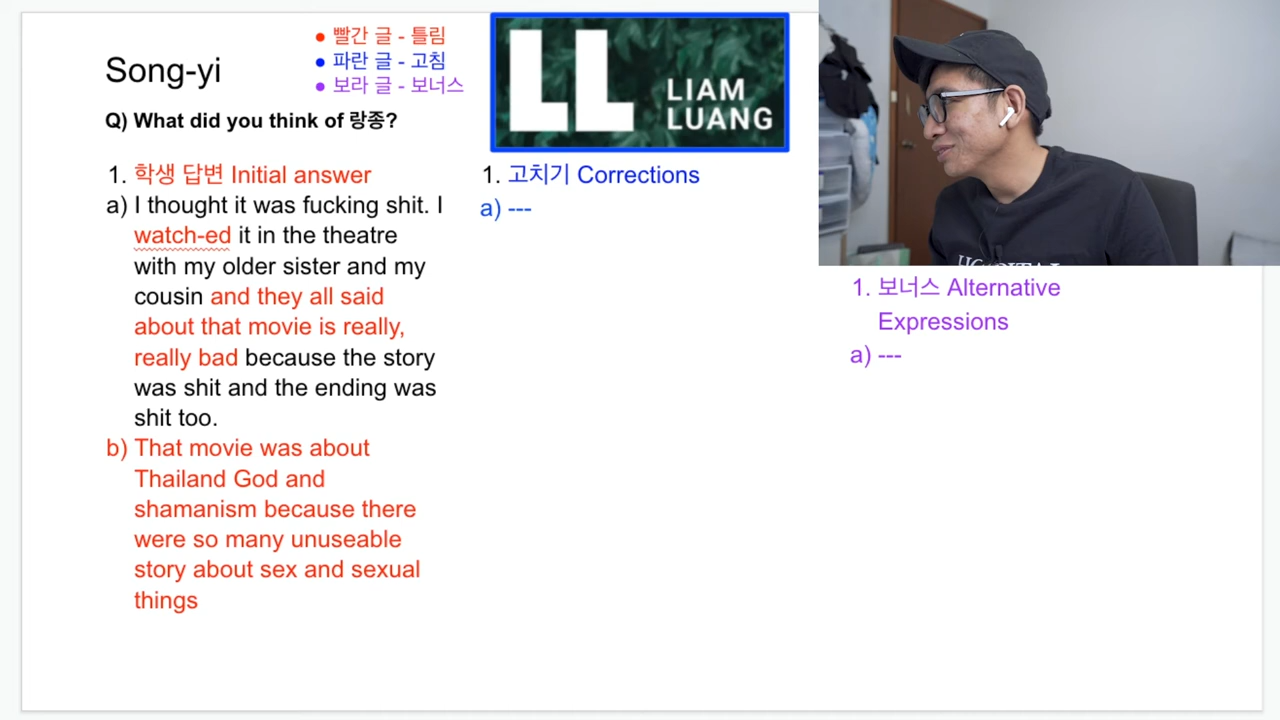 Song-yi
● 빨간 글 - 틀림
● 파란 글 - 고침
● 보라 글 - 보너스
Q) What did you think of 랑종?
LL LIAM
LUANG
1. 학생 답변 Initial answer
a) I thought it was fucking shit. I
watch-ed it in the theatre
with my older sister and my
cousin and they all said
about that movie is really,
really bad because the story
was shit and the ending was
shit too.
b) That movie was about
Thailand God and
shamanism because there
were so many unuseable
story about sex and sexual
things
1. 고치기 Corrections
a) ---
1. 보너스 Alternative
Expressions
a) ---